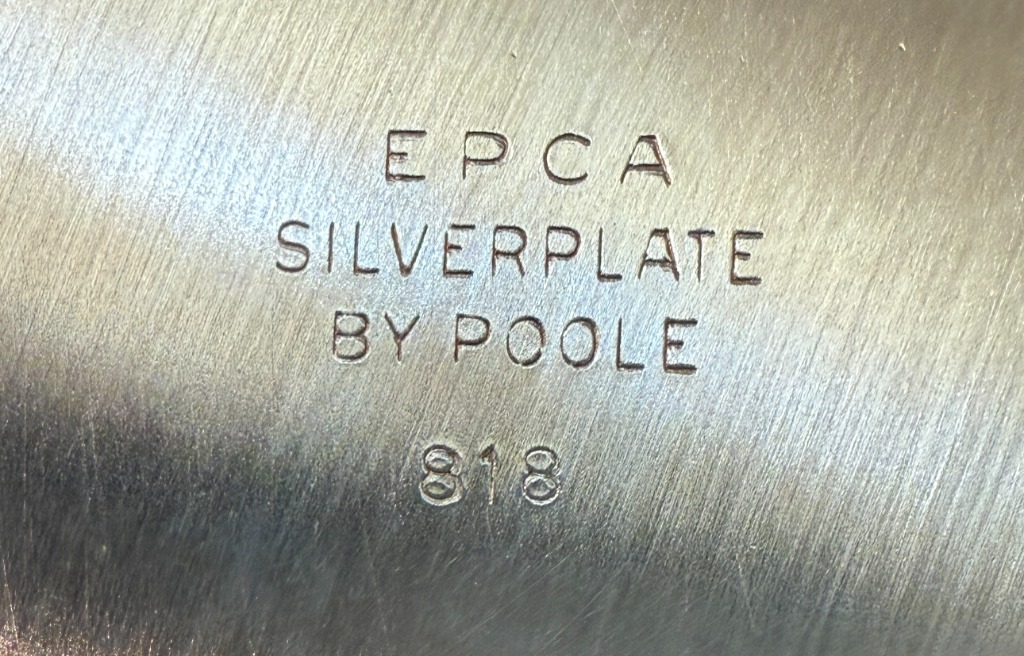 EPCA
SILVERPLATE
BY POOLE
818